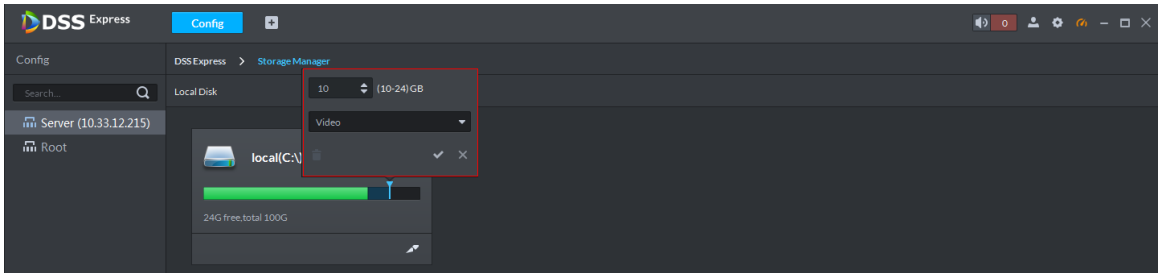 DSS Express
Config
0
Config
DSS Express > Storage Manager
Search...
Local Disk
10
(10-24)GB
Server (10.33.12.215)
Video
Root
local(C:\)
24G free,total 100G